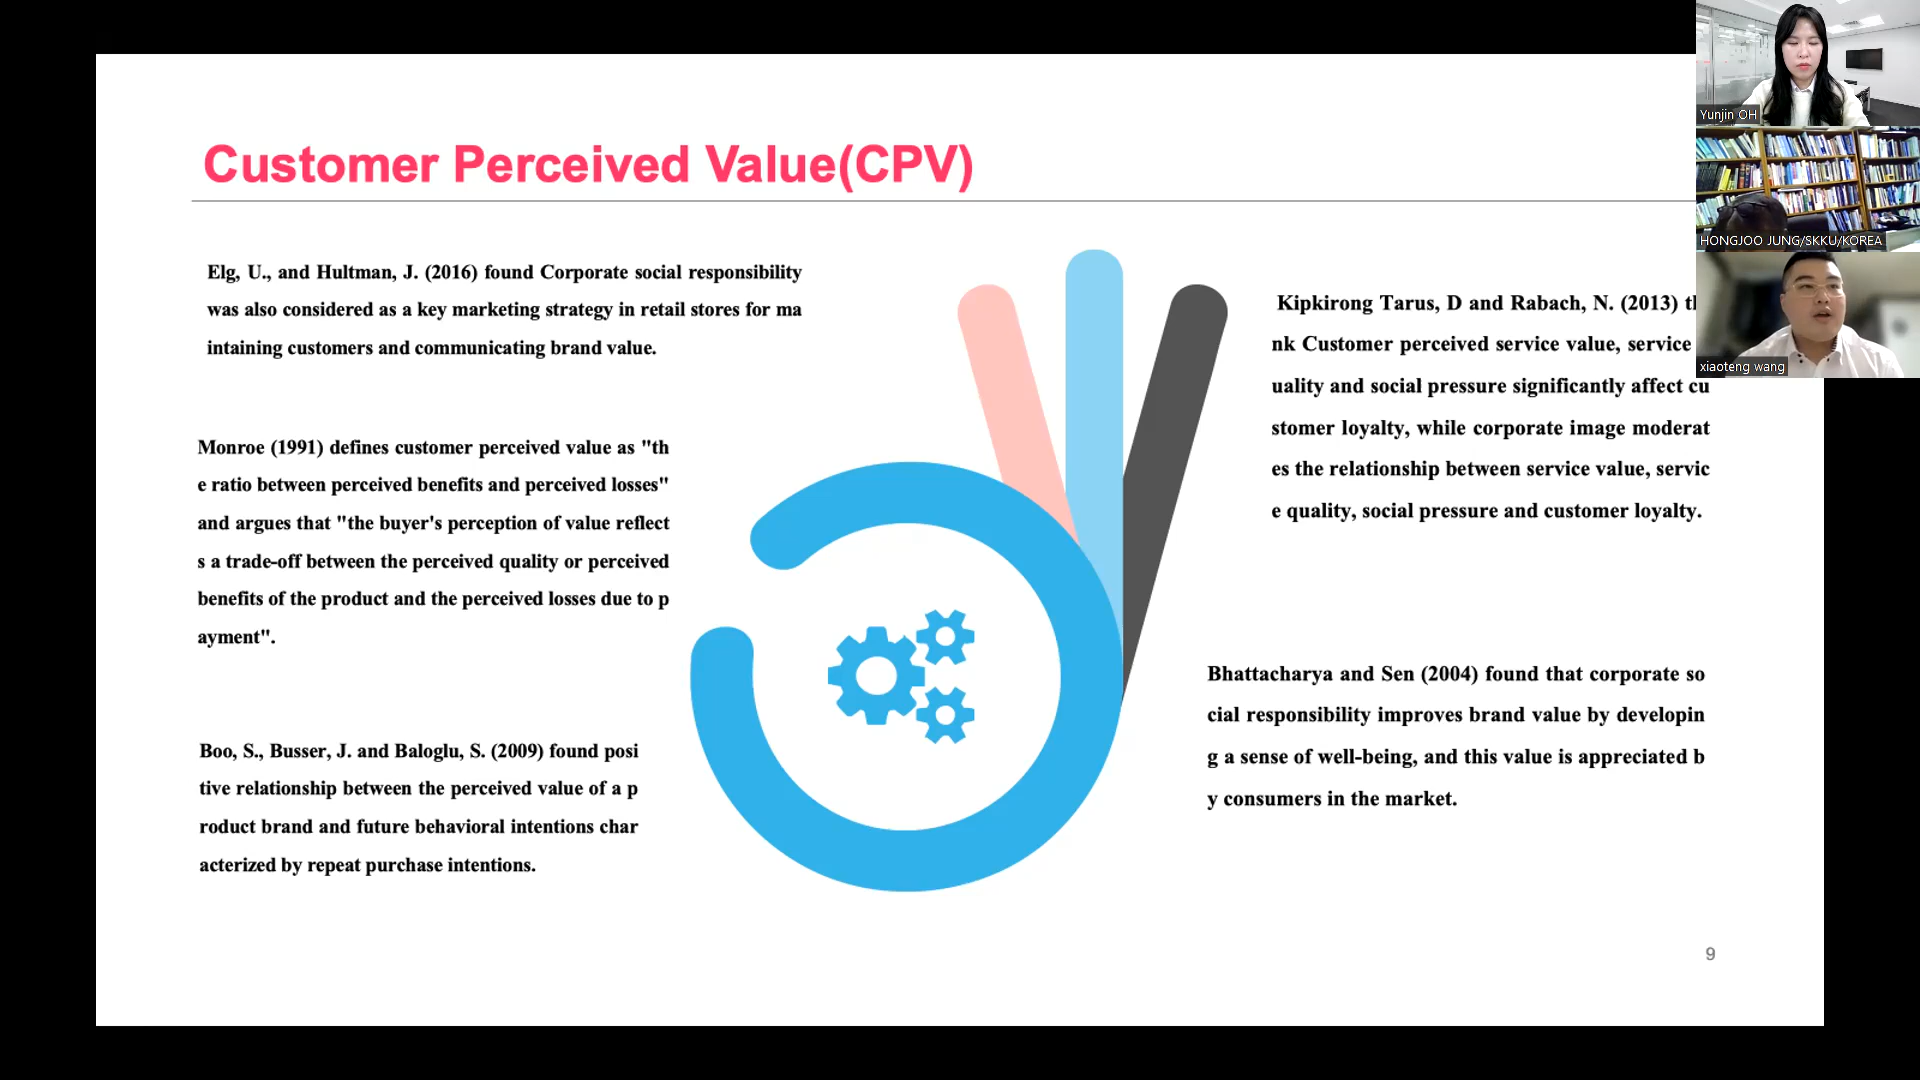 Customer Perceived Value(CPV)
Elg, U., and Hultman, J. (2016) found Corporate social responsibility
was also considered as a key marketing strategy in retail stores for ma
intaining customers and communicating brand value.
Monroe (1991) defines customer perceived value as "th
e ratio between perceived benefits and perceived losses"
and argues that "the buyer's perception of value reflect
s a trade-off between the perceived quality or perceived
benefits of the product and the perceived losses due to p
ayment".
Boo, S., Busser, J. and Baloglu, S. (2009) found posi
tive relationship between the perceived value of a p
roduct brand and future behavioral intentions char
acterized by repeat purchase intentions.
Kipkirong Tarus, D and Rabach, N. (2013)
nk Customer perceived service value, service
uality and social pressure significantly affect cu
stomer loyalty, while corporate image moderat
es the relationship between service value, servic
e quality, social pressure and customer loyalty.
Bhattacharya and Sen (2004) found that corporate so
cial responsibility improves brand value by developin
g a sense of well-being, and this value is appreciated b
y consumers in the market.
9
Yunjin OH
HONGJOO JUNG/SKKU/KOREA
xiaoteng wang